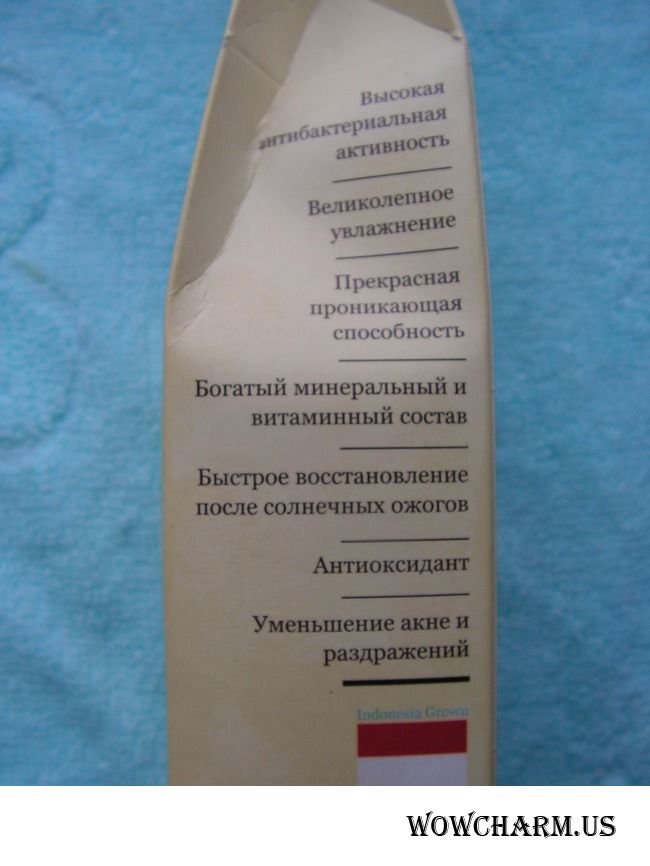 Высокая
антибактериальная
активность
Великолепное
увлажнение
Прекрасная
проникающая
способность
Богатый минеральный и
витаминный состав
Быстрое восстановление
после солнечных ожогов
Антиоксидант
Уменьшение акне и
раздражений
Indonesia Grown
WOWCHARM.US